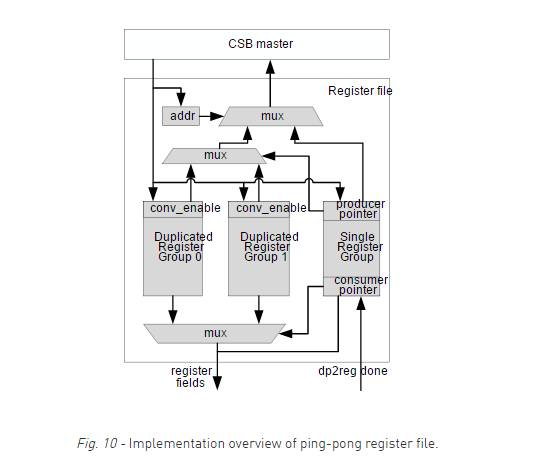 CSB master
Register file
addr
mux
mux
conv_enable
conv_enable
producer
pointer
Duplicated
Register
Group 0
Duplicated
Register
Group 1
Single
Register
Group
consumer
pointer
mux
register
fields
dp2reg done
Fig. 10 - Implementation overview of ping-pong register file.